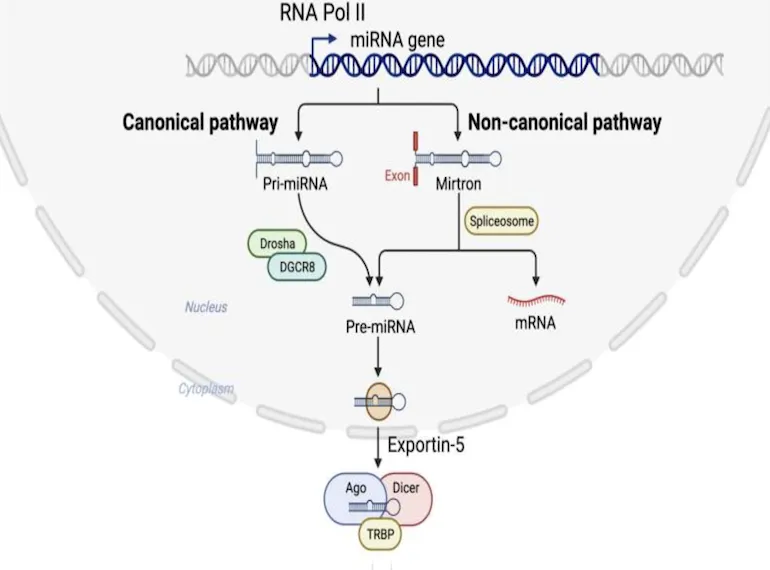 RNA Pol II
miRNA gene
Canonical pathway
Non-canonical pathway
Pri-miRNA
Exon
Mirtron
Spliceosome
Drosha
DGCR8
Nucleus
Pre-miRNA
mRNA
Cytoplasm
Exportin-5
Ago
Dicer
TRBP